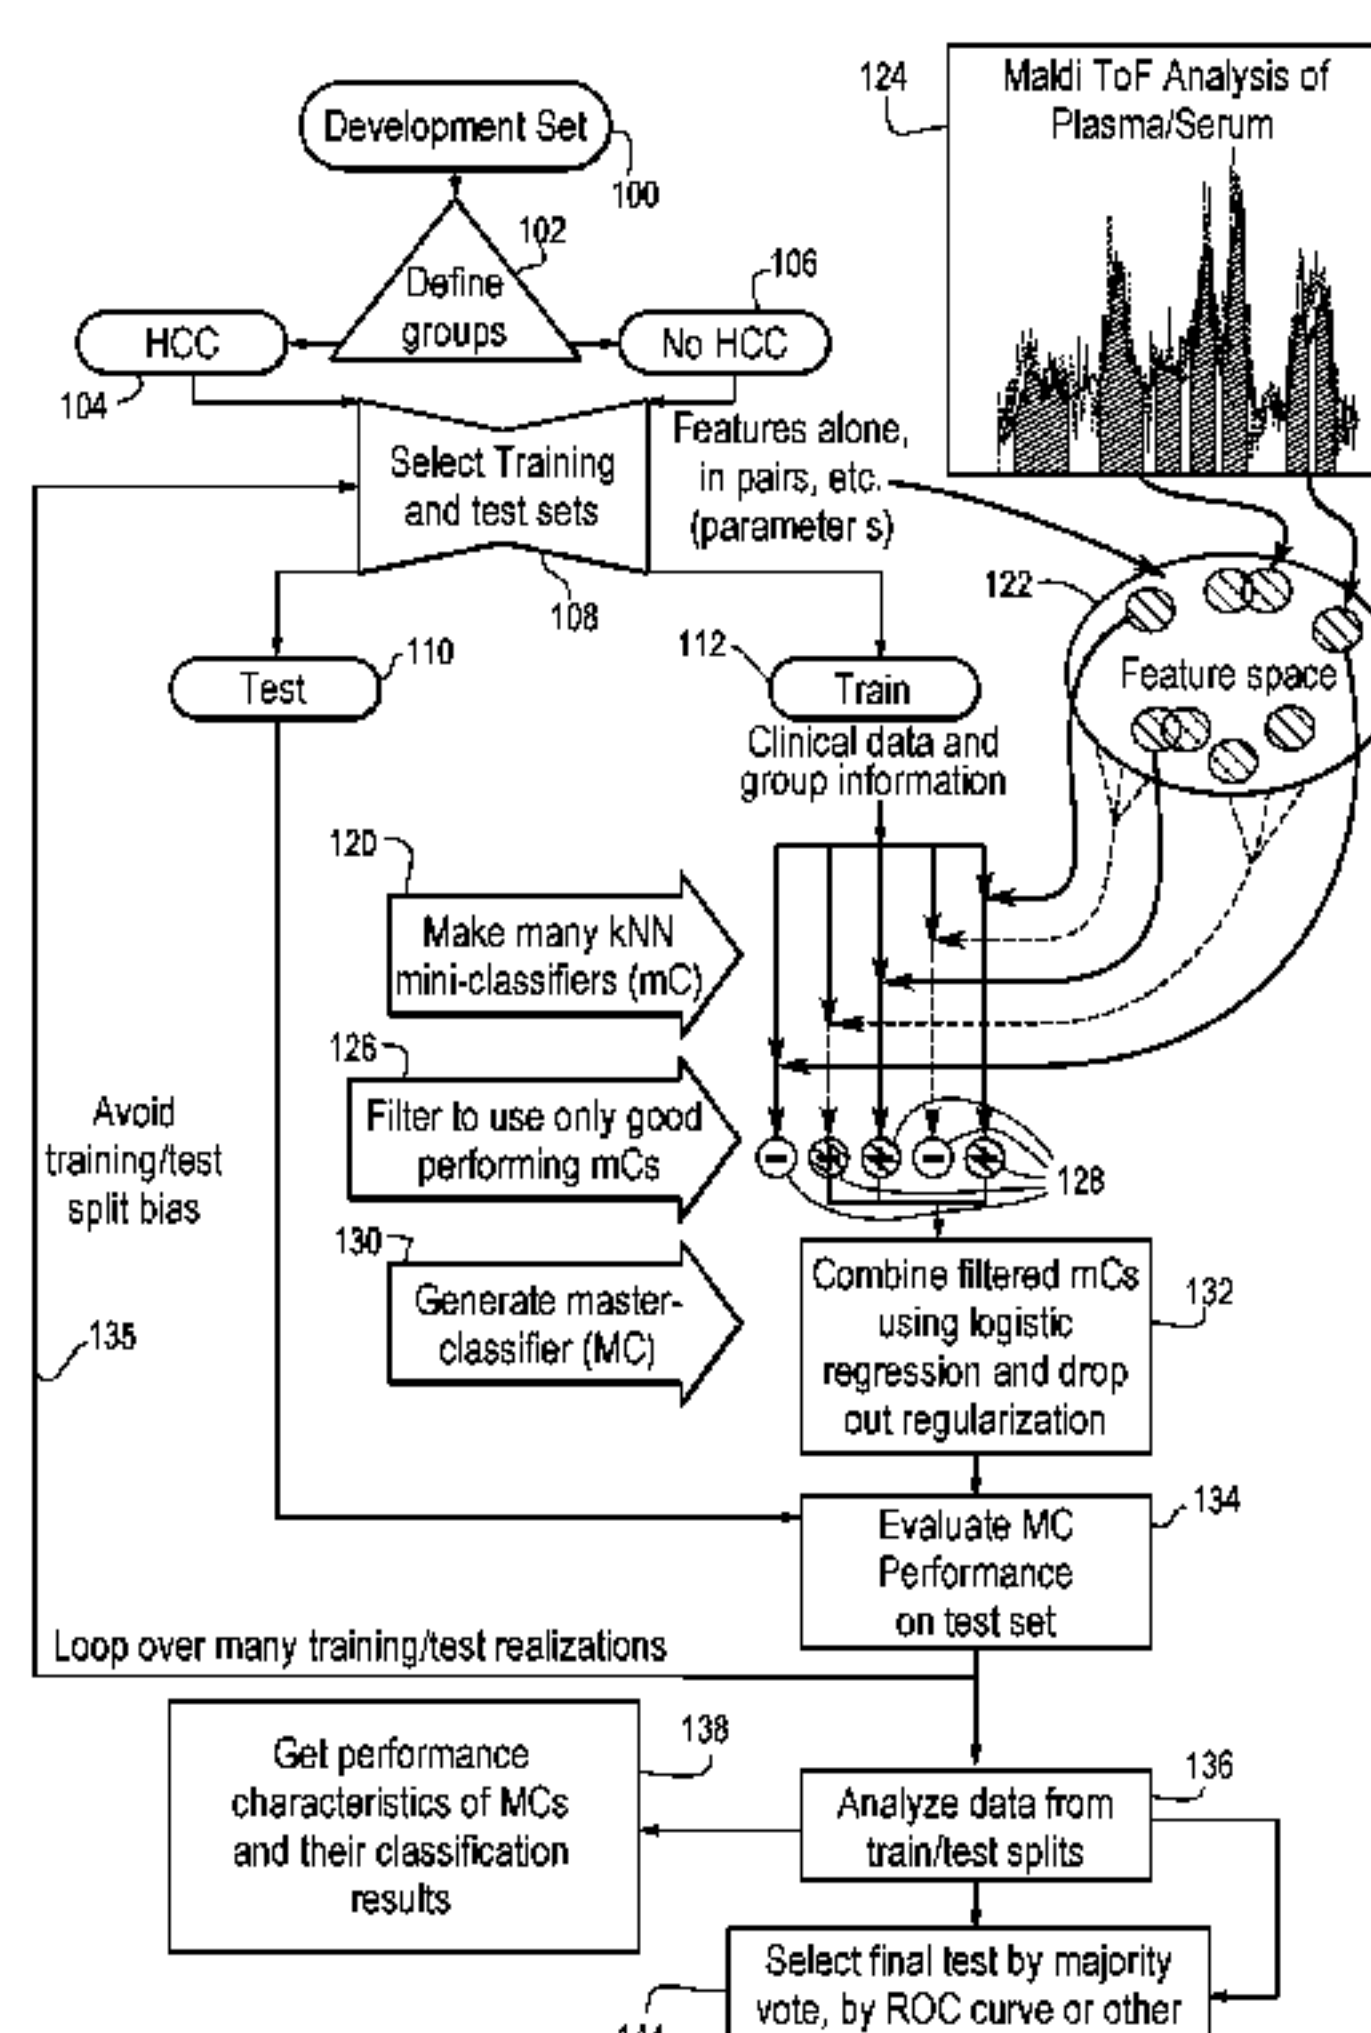 Development Set
100
102
Define
groups
HCC
104
106
No HCC
124
Maldi ToF Analysis of
Plasma/Serum
Select Training
and test sets
108
Features alone,
in pairs, etc.
(parameter s)
122
Feature space
110
Test
112
Train
Clinical data and
group information
120
Make many kNN
mini-classifiers (mC)
126
Filter to use only good
performing mCs
128
130
Generate master-
classifier (MC)
Avoid
training/test
split bias
135
Combine filtered mCs
using logistic
regression and drop
out regularization
132
Evaluate MC
Performance
on test set
134
Loop over many training/test realizations
Get performance
characteristics of MCs
and their classification
results
138
Analyze data from
train/test splits
136
Select final test by majority
vote, by ROC curve or other